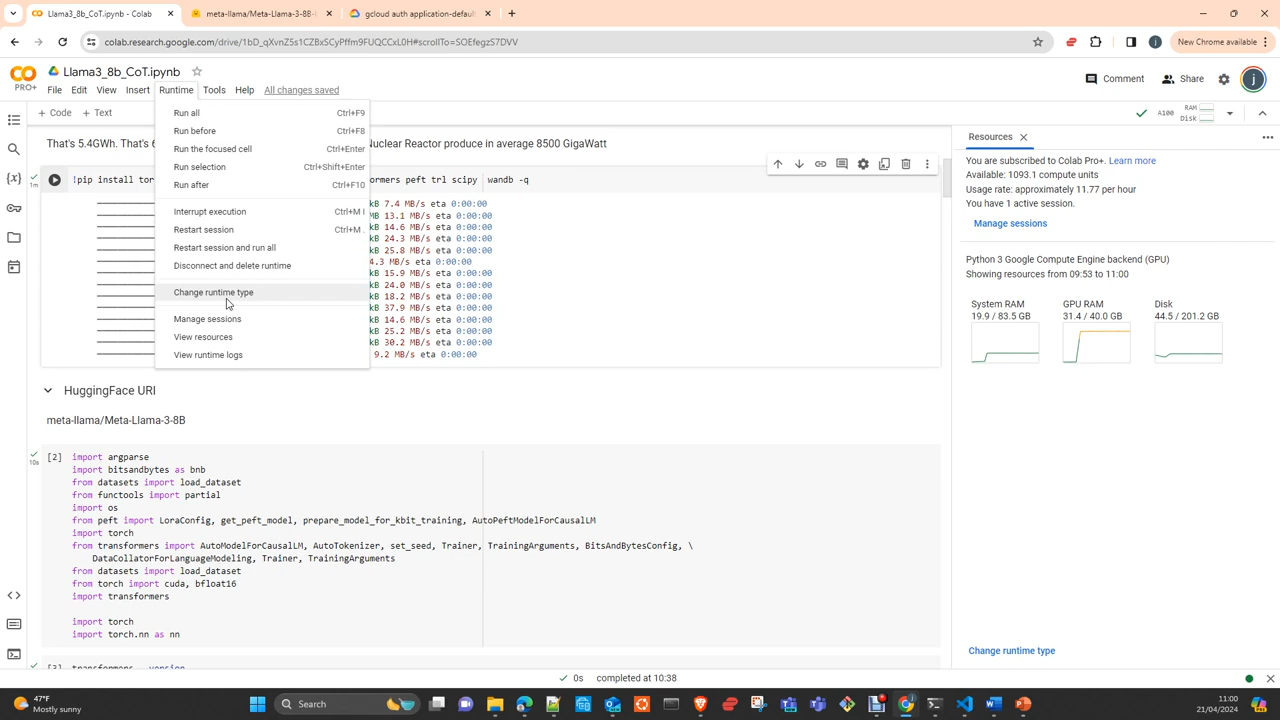 Llama3_8b_CoT.ipynb - Colab
meta-llama/Meta-Llama-3-8B-I
gcloud auth application-default
colab.research.google.com/drive/1bD_qXvnZ5s1CZBxSCyPffm9FUQCCxL0H#scrollTo=SOEfegzS7DVV
New Chrome available
PRO+
Llama3_8b_CoT.ipynb
File Edit View Insert Runtime Tools Help All changes saved
Comment
Share
+ Code + Text
A100
RAM
Disk
Run all Ctrl+F9
Run before Ctrl+F8
Run the focused cell Ctrl+Enter
Run selection Ctrl+Shift+Enter
Run after Ctrl+F10
Interrupt execution Ctrl+M I
Restart session Ctrl+M .
Restart session and run all
Disconnect and delete runtime
Change runtime type
Manage sessions
View resources
View runtime logs
That's 5.4GWh. That's 6
Nuclear Reactor produce in average 8500 GigaWatt
1m
!pip install tor
formers peft trl scipy wandb -q
kB 7.4 MB/s eta 0:00:00
MB 13.1 MB/s eta 0:00:00
kB 14.6 MB/s eta 0:00:00
kB 24.3 MB/s eta 0:00:00
kB 25.8 MB/s eta 0:00:00
4.3 MB/s eta 0:00:00
kB 15.9 MB/s eta 0:00:00
kB 24.0 MB/s eta 0:00:00
kB 18.2 MB/s eta 0:00:00
kB 37.9 MB/s eta 0:00:00
kB 14.6 MB/s eta 0:00:00
kB 25.2 MB/s eta 0:00:00
kB 30.2 MB/s eta 0:00:00
9.2 MB/s eta 0:00:00
HuggingFace URI
meta-llama/Meta-Llama-3-8B
10s
[2] import argparse
import bitsandbytes as bnb
from datasets import load_dataset
from functools import partial
import os
from peft import LoraConfig, get_peft_model, prepare_model_for_kbit_training, AutoPeftModelForCausalLM
import torch
from transformers import AutoModelForCausalLM, AutoTokenizer, set_seed, Trainer, TrainingArguments, BitsAndBytesConfig, \
DataCollatorForLanguageModeling, Trainer, TrainingArguments
from datasets import load_dataset
from torch import cuda, bfloat16
import transformers
import torch
import torch.nn as nn
[3] transformers.__version__
Resources
You are subscribed to Colab Pro+. Learn more
Available: 1093.1 compute units
Usage rate: approximately 11.77 per hour
You have 1 active session.
Manage sessions
Python 3 Google Compute Engine backend (GPU)
Showing resources from 09:53 to 11:00
System RAM
19.9 / 83.5 GB
GPU RAM
31.4 / 40.0 GB
Disk
44.5 / 201.2 GB
Change runtime type
0s completed at 10:38
47°F
Mostly sunny
Search
11:00
21/04/2024